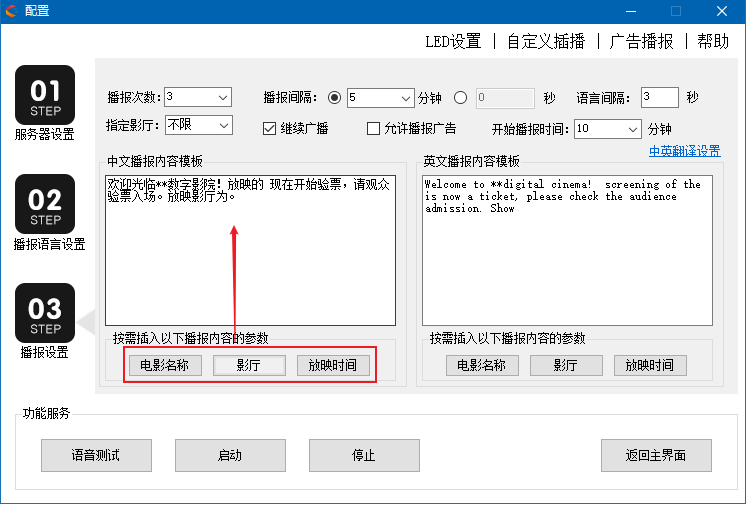 配置
LED设置 | 自定义插播 | 广告播报 | 帮助
01
STEP
服务器设置
02
STEP
播报语言设置
03
STEP
播报设置
播报次数: 3 播报间隔: 5 分钟 0 秒 语言间隔: 3 秒
指定影厅: 不限 继续广播 允许播报广告 开始播报时间: 10 分钟
中英翻译设置
中文播报内容模板
欢迎光临**数字影院！放映的 现在开始验票，请观众
验票入场。放映影厅为。
按需插入以下播报内容的参数
电影名称 影厅 放映时间
英文播报内容模板
Welcome to **digital cinema! screening of the
is now a ticket, please check the audience
admission. Show
按需插入以下播报内容的参数
电影名称 影厅 放映时间
功能服务
语音测试 启动 停止 返回主界面